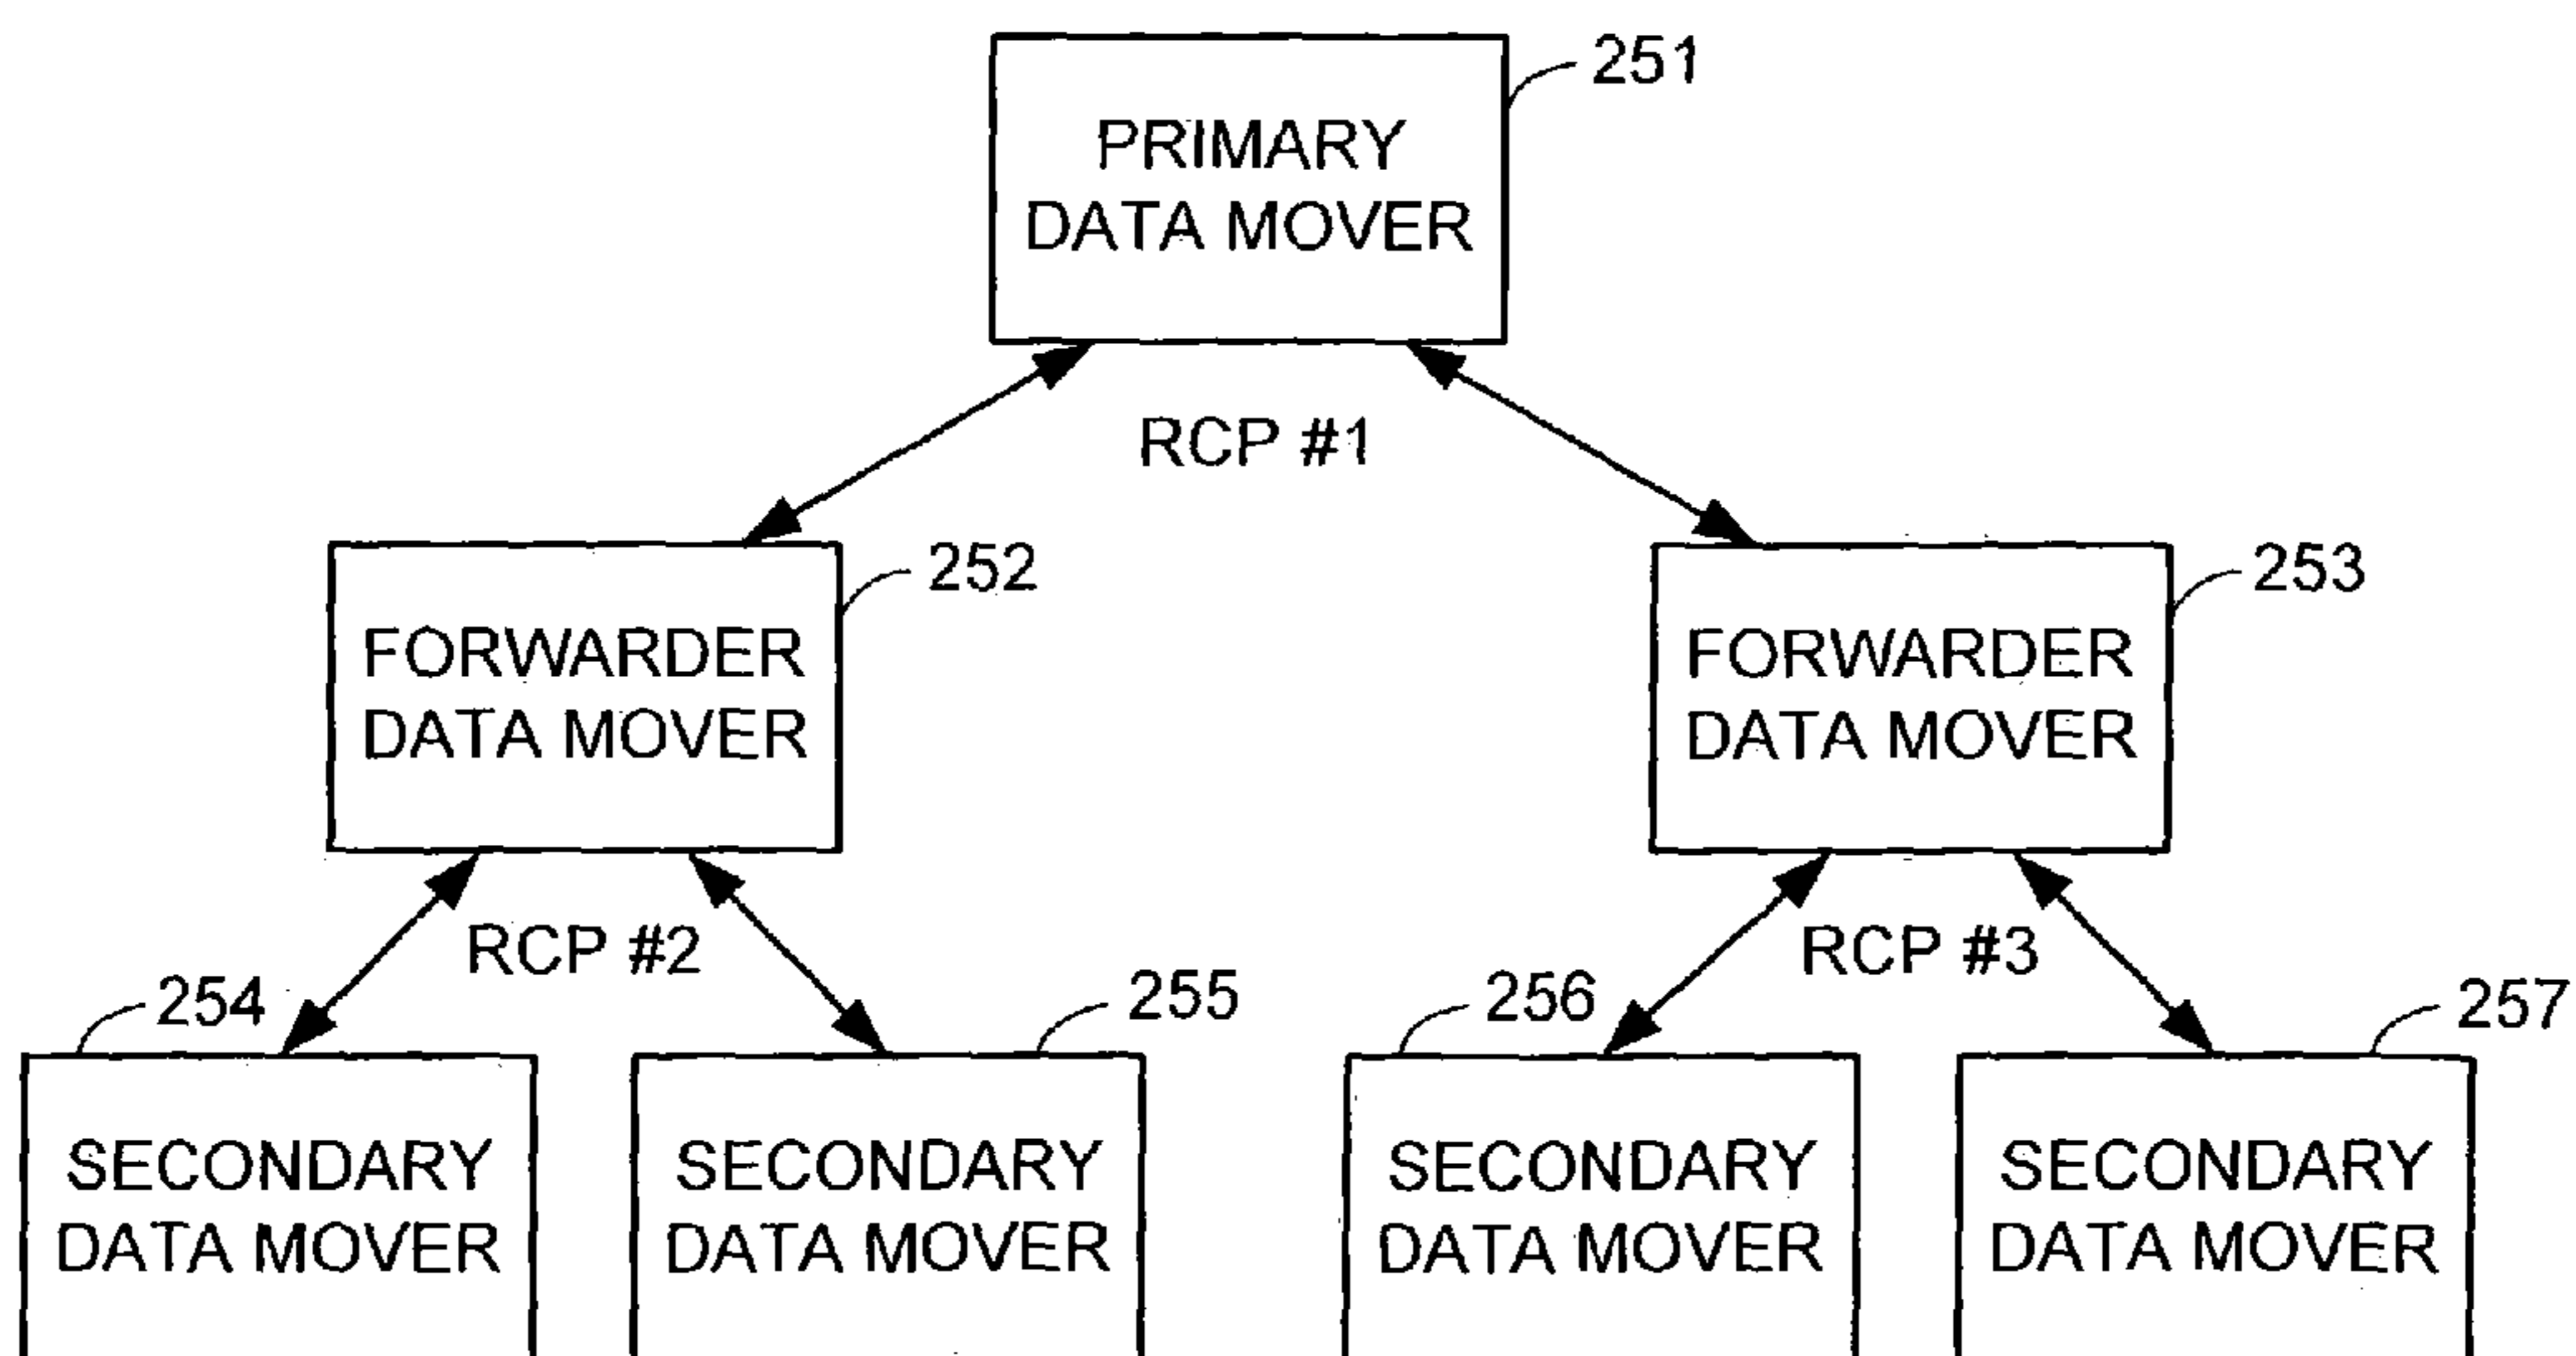 251
PRIMARY
DATA MOVER
RCP #1
252
253
FORWARDER
DATA MOVER
FORWARDER
DATA MOVER
RCP #2
RCP #3
254
255
256
257
SECONDARY
DATA MOVER
SECONDARY
DATA MOVER
SECONDARY
DATA MOVER
SECONDARY
DATA MOVER